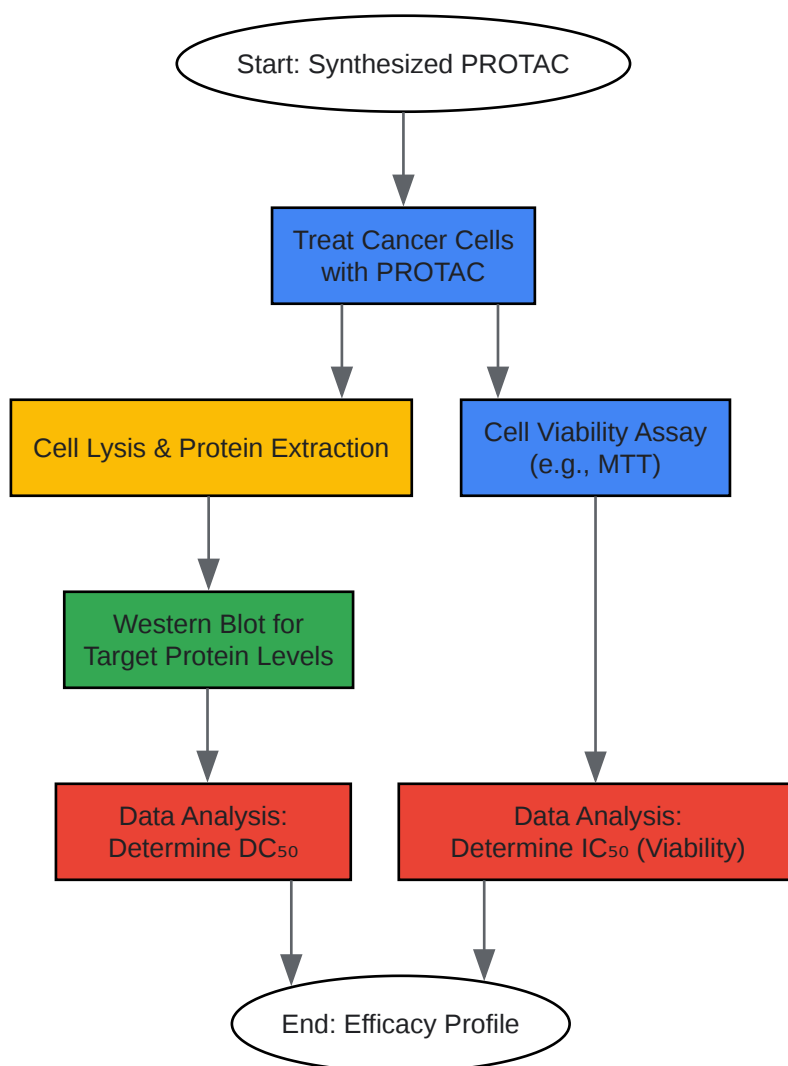 Start: Synthesized PROTAC
Treat Cancer Cells
with PROTAC
Cell Lysis & Protein Extraction
Cell Viability Assay
(e.g., MTT)
Western Blot for
Target Protein Levels
Data Analysis:
Determine DC₅₀
Data Analysis:
Determine IC₅₀ (Viability)
End: Efficacy Profile